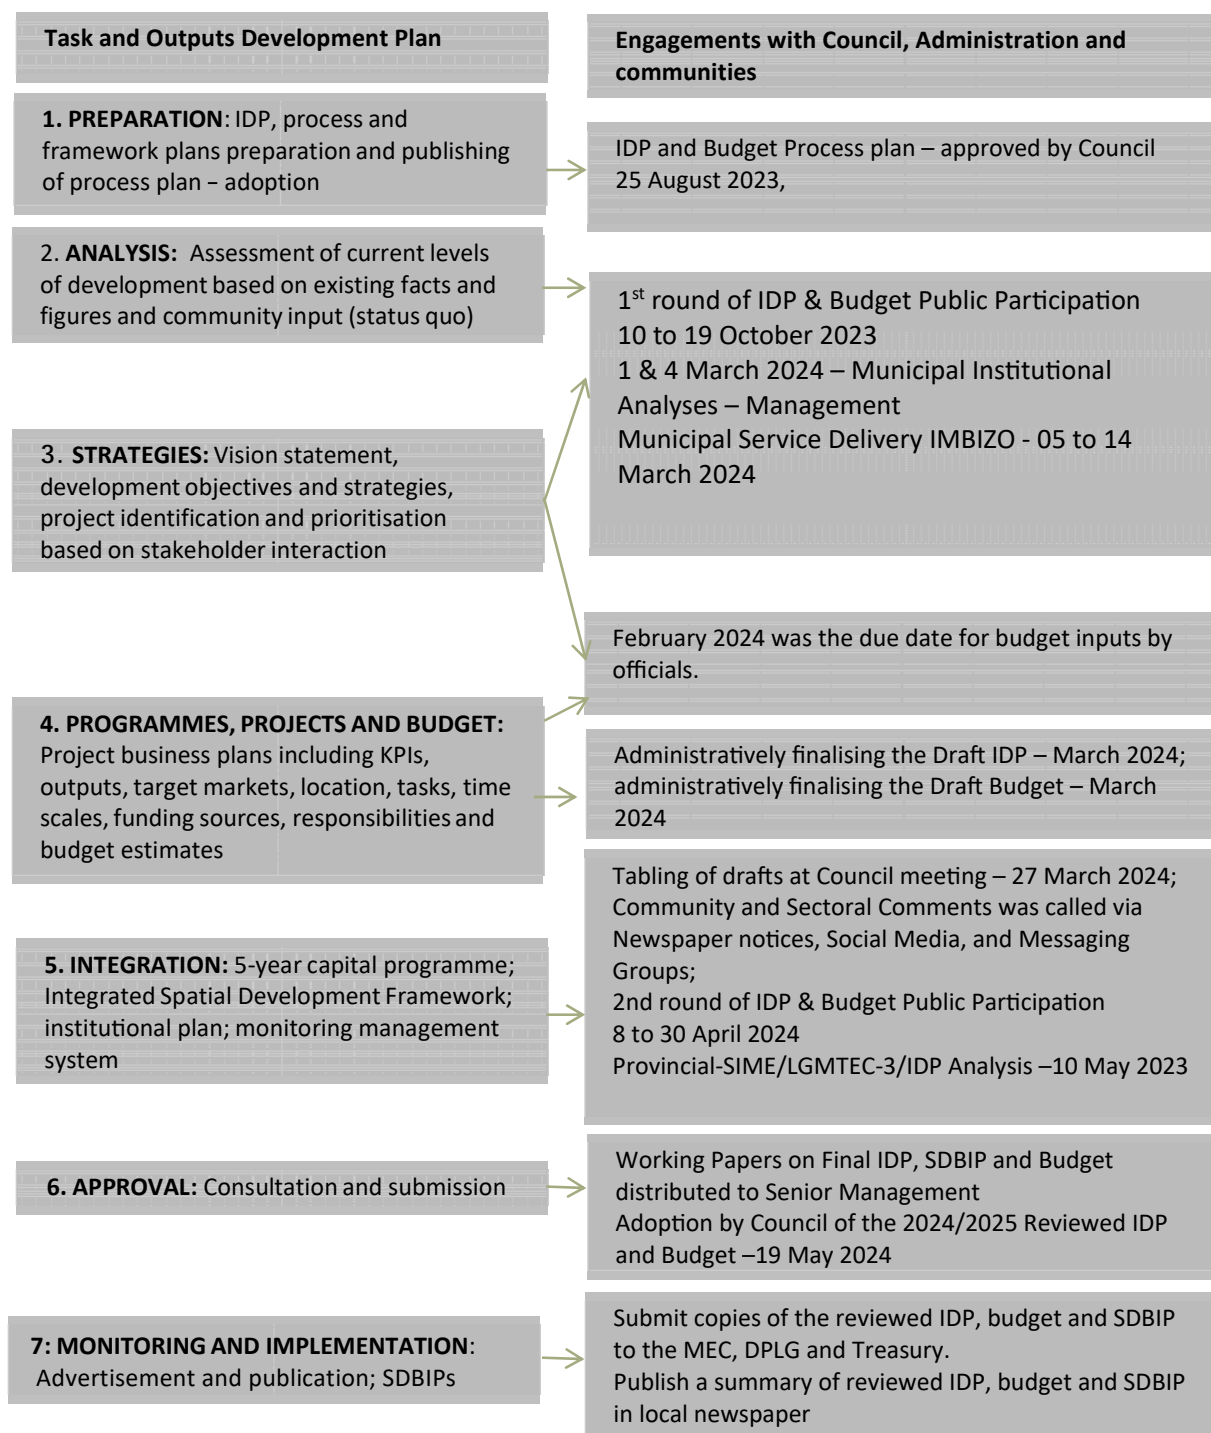 Task and Outputs Development Plan
Engagements with Council, Administration and
communities
1. PREPARATION: IDP, process and
framework plans preparation and publishing
of process plan – adoption
IDP and Budget Process plan – approved by Council
25 August 2023,
2. ANALYSIS: Assessment of current levels
of development based on existing facts and
figures and community input (status quo)
1st round of IDP & Budget Public Participation
10 to 19 October 2023
1 & 4 March 2024 – Municipal Institutional
Analyses – Management
Municipal Service Delivery IMBIZO - 05 to 14
March 2024
3. STRATEGIES: Vision statement,
development objectives and strategies,
project identification and prioritisation
based on stakeholder interaction
February 2024 was the due date for budget inputs by
officials.
4. PROGRAMMES, PROJECTS AND BUDGET:
Project business plans including KPIs,
outputs, target markets, location, tasks, time
scales, funding sources, responsibilities and
budget estimates
Administratively finalising the Draft IDP – March 2024;
administratively finalising the Draft Budget – March
2024
5. INTEGRATION: 5-year capital programme;
Integrated Spatial Development Framework;
institutional plan; monitoring management
system
Tabling of drafts at Council meeting – 27 March 2024;
Community and Sectoral Comments was called via
Newspaper notices, Social Media, and Messaging
Groups;
2nd round of IDP & Budget Public Participation
8 to 30 April 2024
Provincial-SIME/LGMTEC-3/IDP Analysis –10 May 2023
6. APPROVAL: Consultation and submission
Working Papers on Final IDP, SDBIP and Budget
distributed to Senior Management
Adoption by Council of the 2024/2025 Reviewed IDP
and Budget –19 May 2024
7: MONITORING AND IMPLEMENTATION:
Advertisement and publication; SDBIPs
Submit copies of the reviewed IDP, budget and SDBIP
to the MEC, DPLG and Treasury.
Publish a summary of reviewed IDP, budget and SDBIP
in local newspaper